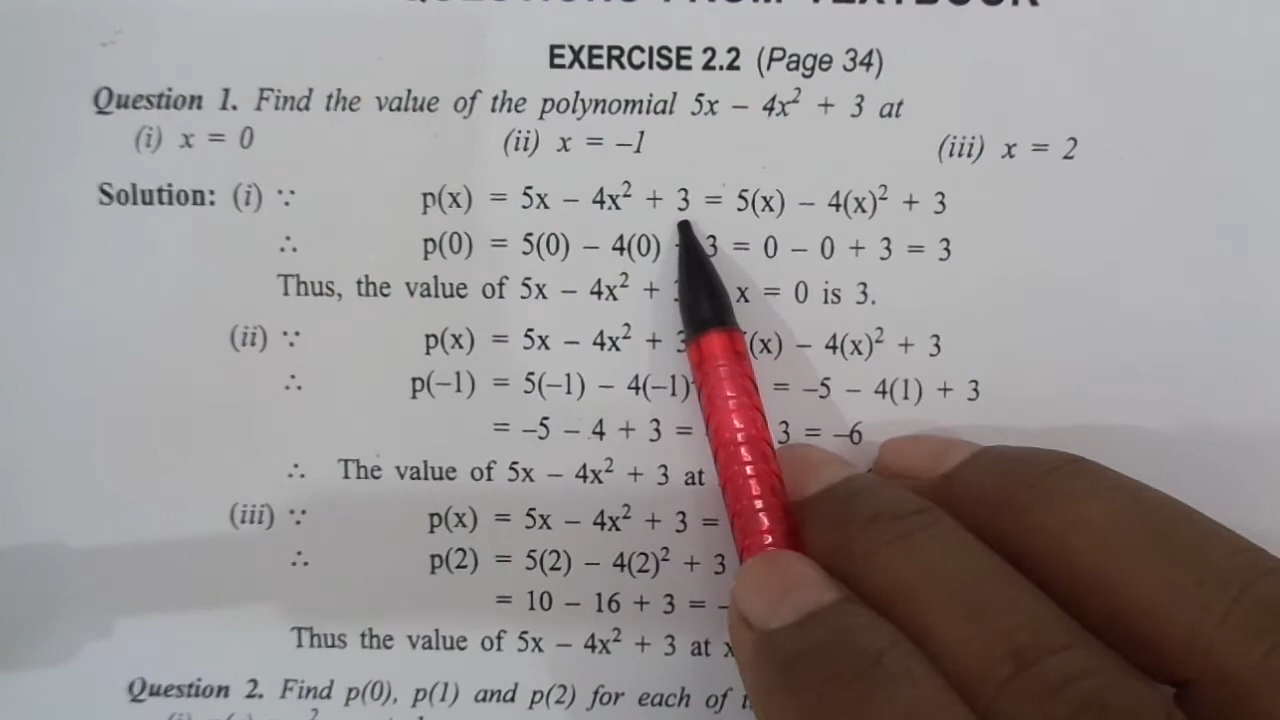 QUESTIONS FROM TEXTBOOK
EXERCISE 2.2 (Page 34)
Question 1. Find the value of the polynomial 5x – 4x² + 3 at
(i) x = 0 (ii) x = –1 (iii) x = 2
Solution: (i) ∵ p(x) = 5x – 4x² + 3 = 5(x) – 4(x)² + 3
∴ p(0) = 5(0) – 4(0) 3 = 0 – 0 + 3 = 3
Thus, the value of 5x – 4x² + x = 0 is 3.
(ii) ∵ p(x) = 5x – 4x² + 3 (x) – 4(x)² + 3
∴ p(–1) = 5(–1) – 4(–1) = –5 – 4(1) + 3
= –5 – 4 + 3 = 3 = –6
∴ The value of 5x – 4x² + 3 at
(iii) ∵ p(x) = 5x – 4x² + 3 =
∴ p(2) = 5(2) – 4(2)² + 3
= 10 – 16 + 3 = –
Thus the value of 5x – 4x² + 3 at x
Question 2. Find p(0), p(1) and p(2) for each of